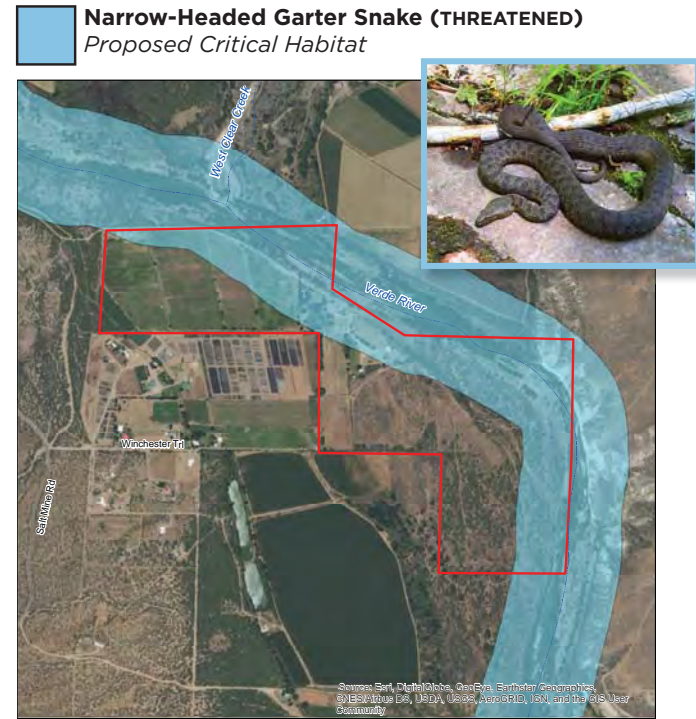 Narrow-Headed Garter Snake (THREATENED)
Proposed Critical Habitat
West Clear Creek
Verde River
Winchester Trl
Salt Mine Rd
Source: Esri, DigitalGlobe, GeoEye, Earthstar Geographics,
CNES/Airbus DS, USDA, USGS, AeroGRID, IGN, and the GIS User
Community